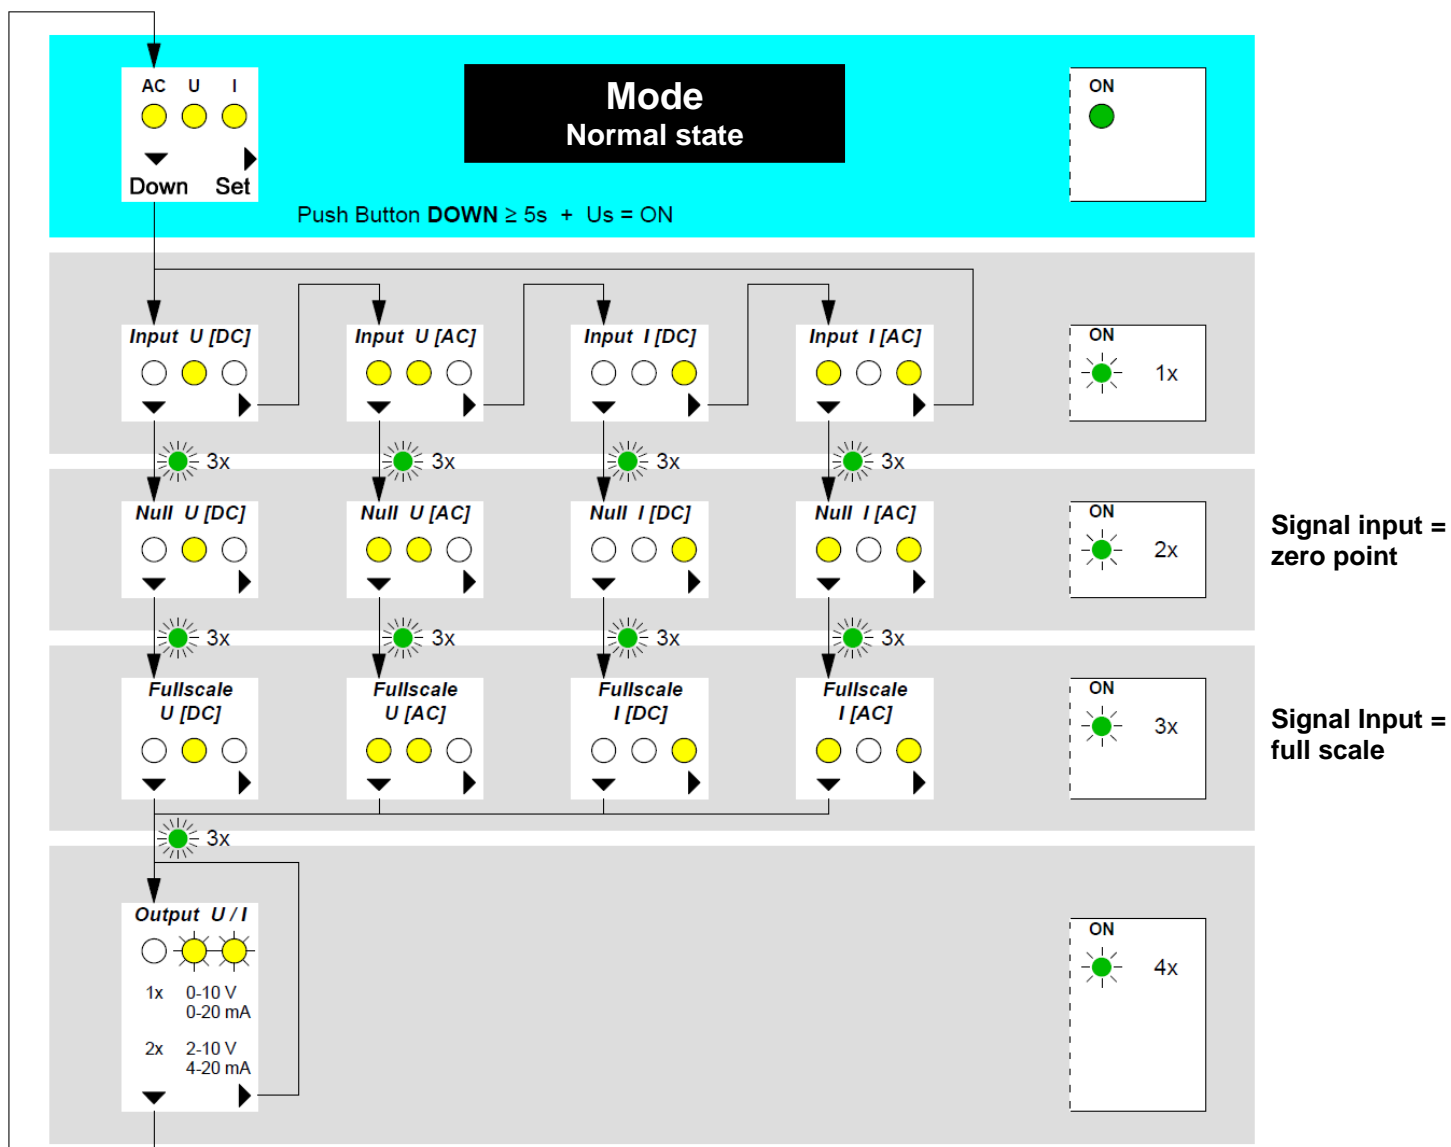 AC U I
Mode
Normal state
ON
Down Set
Push Button DOWN ≥ 5s + Us = ON
Input U [DC]
Input U [AC]
Input I [DC]
Input I [AC]
ON
1x
3x
3x
3x
3x
Null U [DC]
Null U [AC]
Null I [DC]
Null I [AC]
ON
2x
Signal input =
zero point
3x
3x
3x
3x
Fullscale
U [DC]
Fullscale
U [AC]
Fullscale
I [DC]
Fullscale
I [AC]
ON
3x
Signal Input =
full scale
3x
Output U / I
1x 0-10 V
0-20 mA
2x 2-10 V
4-20 mA
ON
4x